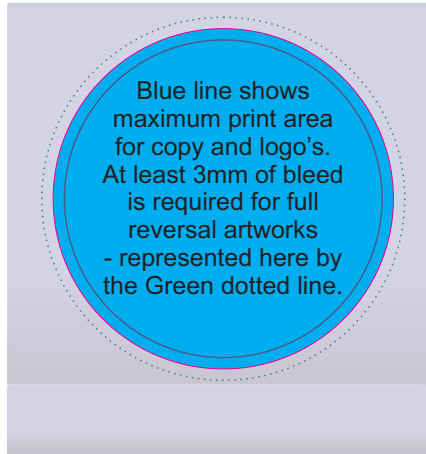 Blue line shows
maximum print area
for copy and logo's.
At least 3mm of bleed
is required for full
reversal artworks
- represented here by
the Green dotted line.